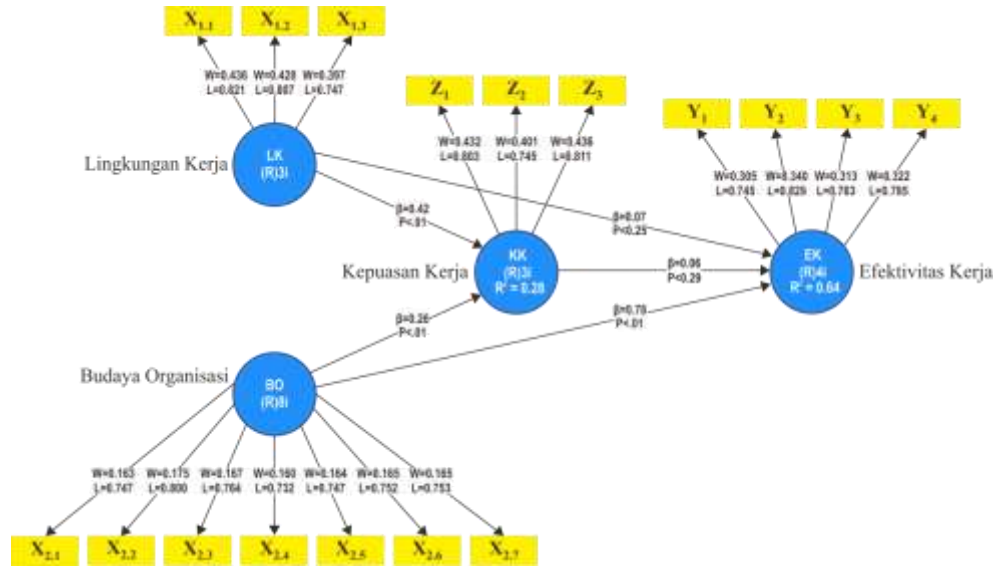 X1.1 X1.2 X1.3
W=0.436 W=0.428 W=0.397
L=0.821 L=0.807 L=0.747
Z1 Z2 Z3
Y1 Y2 Y3 Y4
W=0.432 W=0.401 W=0.436
L=0.803 L=0.745 L=0.811
W=0.305 W=0.340 W=0.313 W=0.322
L=0.745 L=0.829 L=0.763 L=0.785
Lingkungan Kerja
LK
(R)3i
β=0.42
P<.01
β=0.07
P<0.25
Kepuasan Kerja
KK
(R)3i
R² = 0.28
β=0.06
P<0.29
EK
(R)4i
R² = 0.64
Efektivitas Kerja
β=0.26
P<.01
β=0.78
P<.01
Budaya Organisasi
BO
(R)8i
W=0.163 W=0.175 W=0.167 W=0.160 W=0.164 W=0.165 W=0.165
L=0.747 L=0.800 L=0.764 L=0.732 L=0.747 L=0.752 L=0.753
X2.1 X2.2 X2.3 X2.4 X2.5 X2.6 X2.7